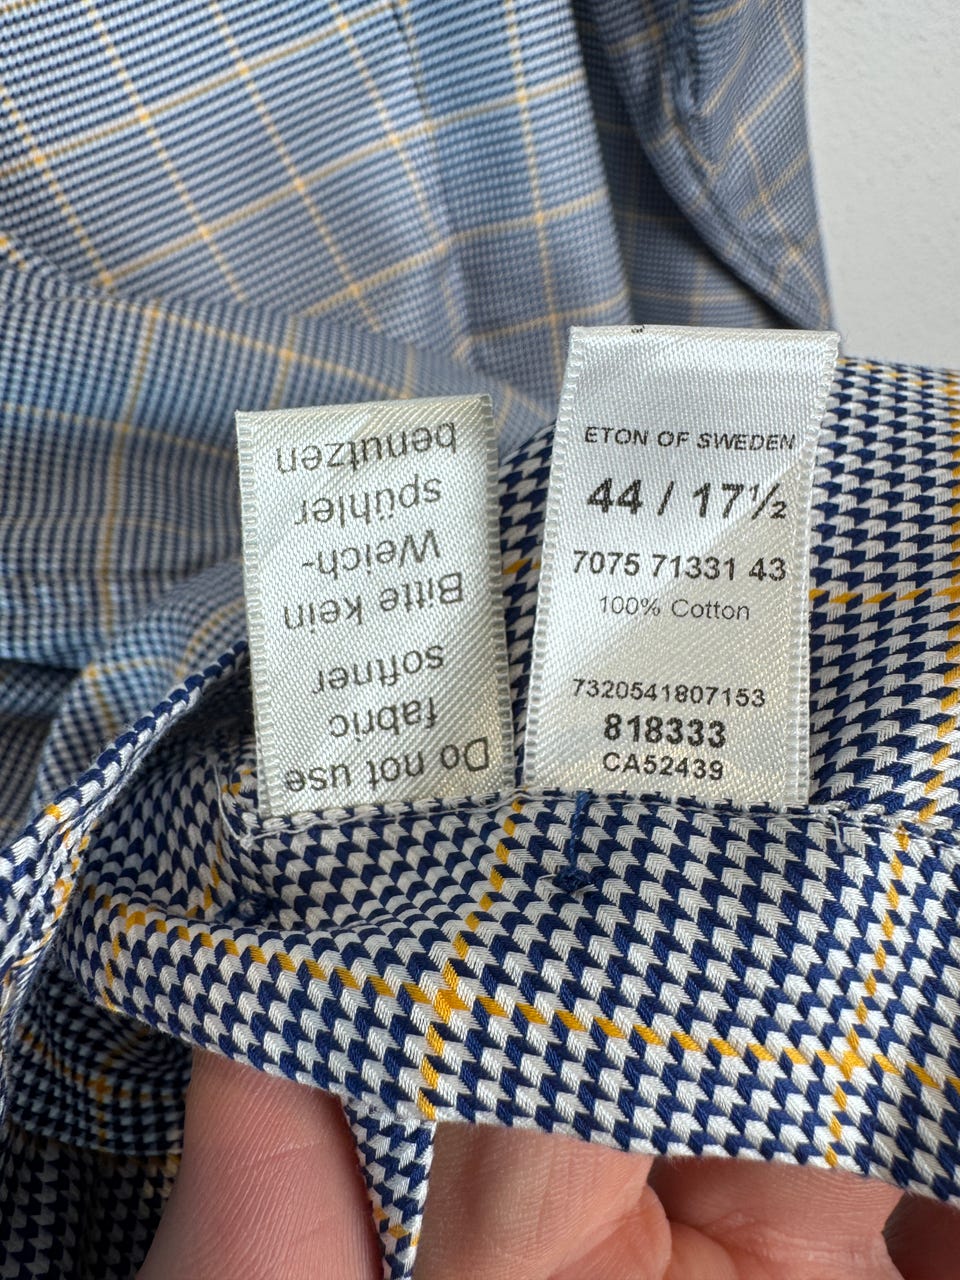 Do not use
fabric
softner
Bitte kein
Weich-
spühler
benutzen
ETON OF SWEDEN
44 / 17½
7075 71331 43
100% Cotton
7320541807153
818333
CA52439